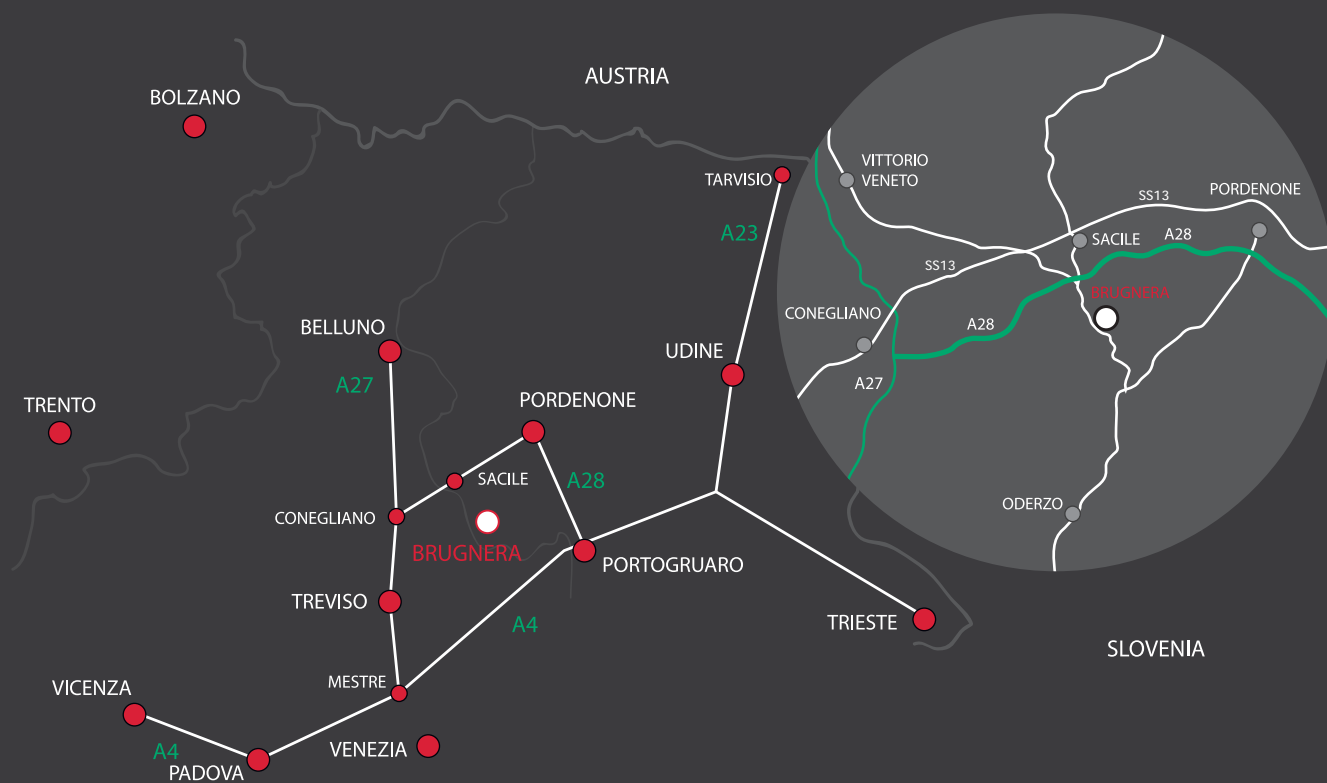 AUSTRIA
BOLZANO
TARVISIO
A23
BELLUNO
A27
UDINE
TRENTO
PORDENONE
SACILE
A28
CONEGLIANO
BRUGNERA
PORTOGRUARO
TREVISO
A4
TRIESTE
SLOVENIA
MESTRE
VICENZA
A4
PADOVA
VENEZIA
VITTORIO
VENETO
SS13
PORDENONE
SACILE
A28
SS13
BRUGNERA
CONEGLIANO
A28
A27
ODERZO